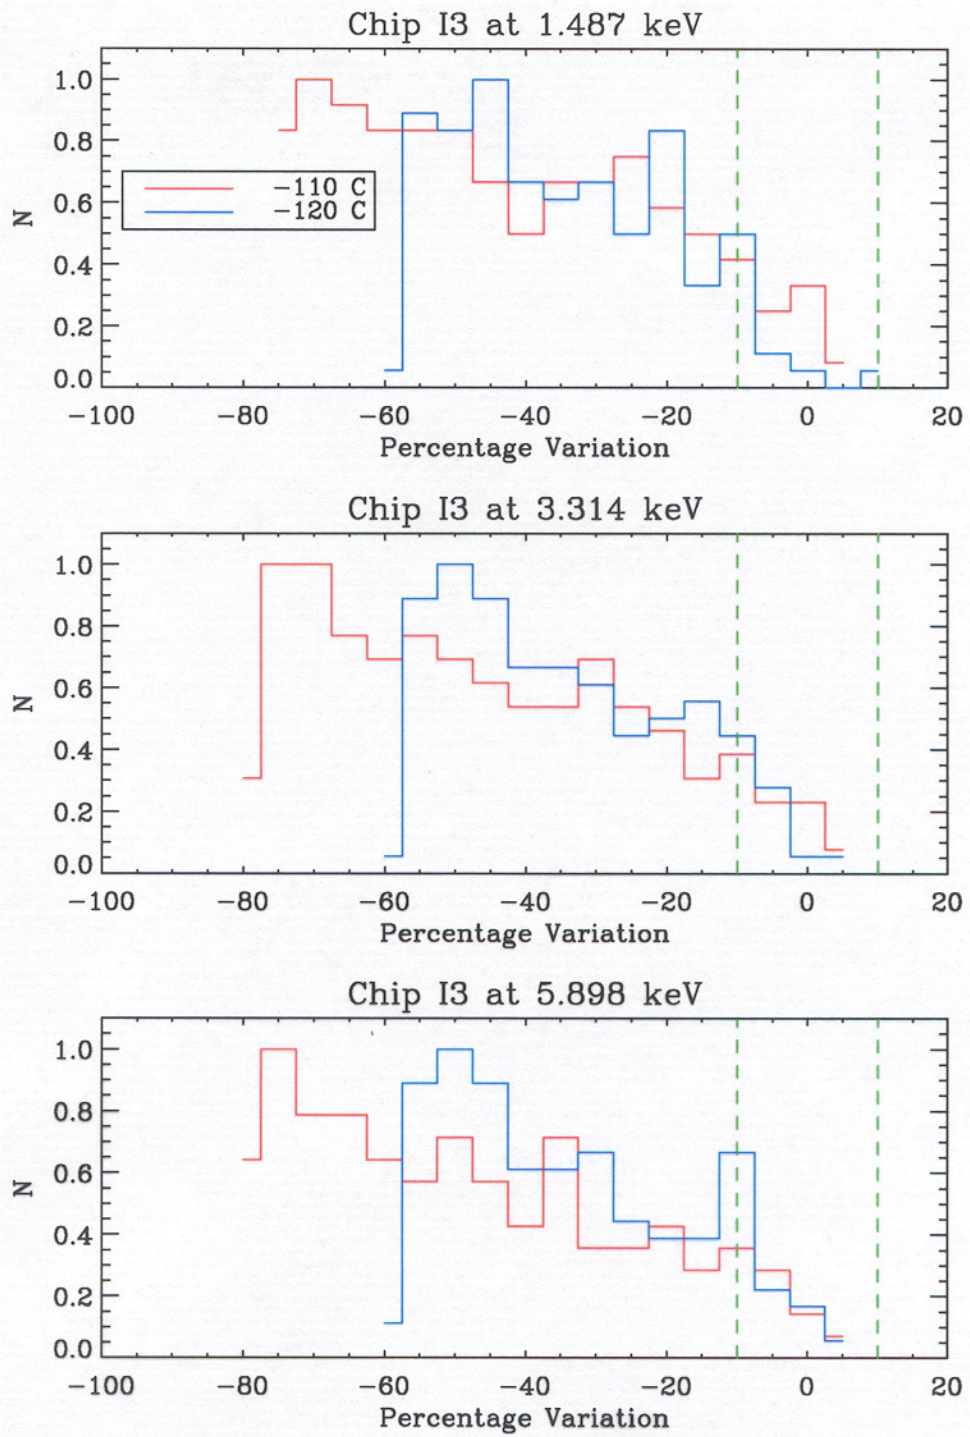 Chip I3 at 1.487 keV
1.0
0.8
0.6
0.4
0.2
0.0
N
-110 C
-120 C
-100 -80 -60 -40 -20 0 20
Percentage Variation
Chip I3 at 3.314 keV
1.0
0.8
0.6
0.4
0.2
0.0
N
-100 -80 -60 -40 -20 0 20
Percentage Variation
Chip I3 at 5.898 keV
1.0
0.8
0.6
0.4
0.2
0.0
N
-100 -80 -60 -40 -20 0 20
Percentage Variation